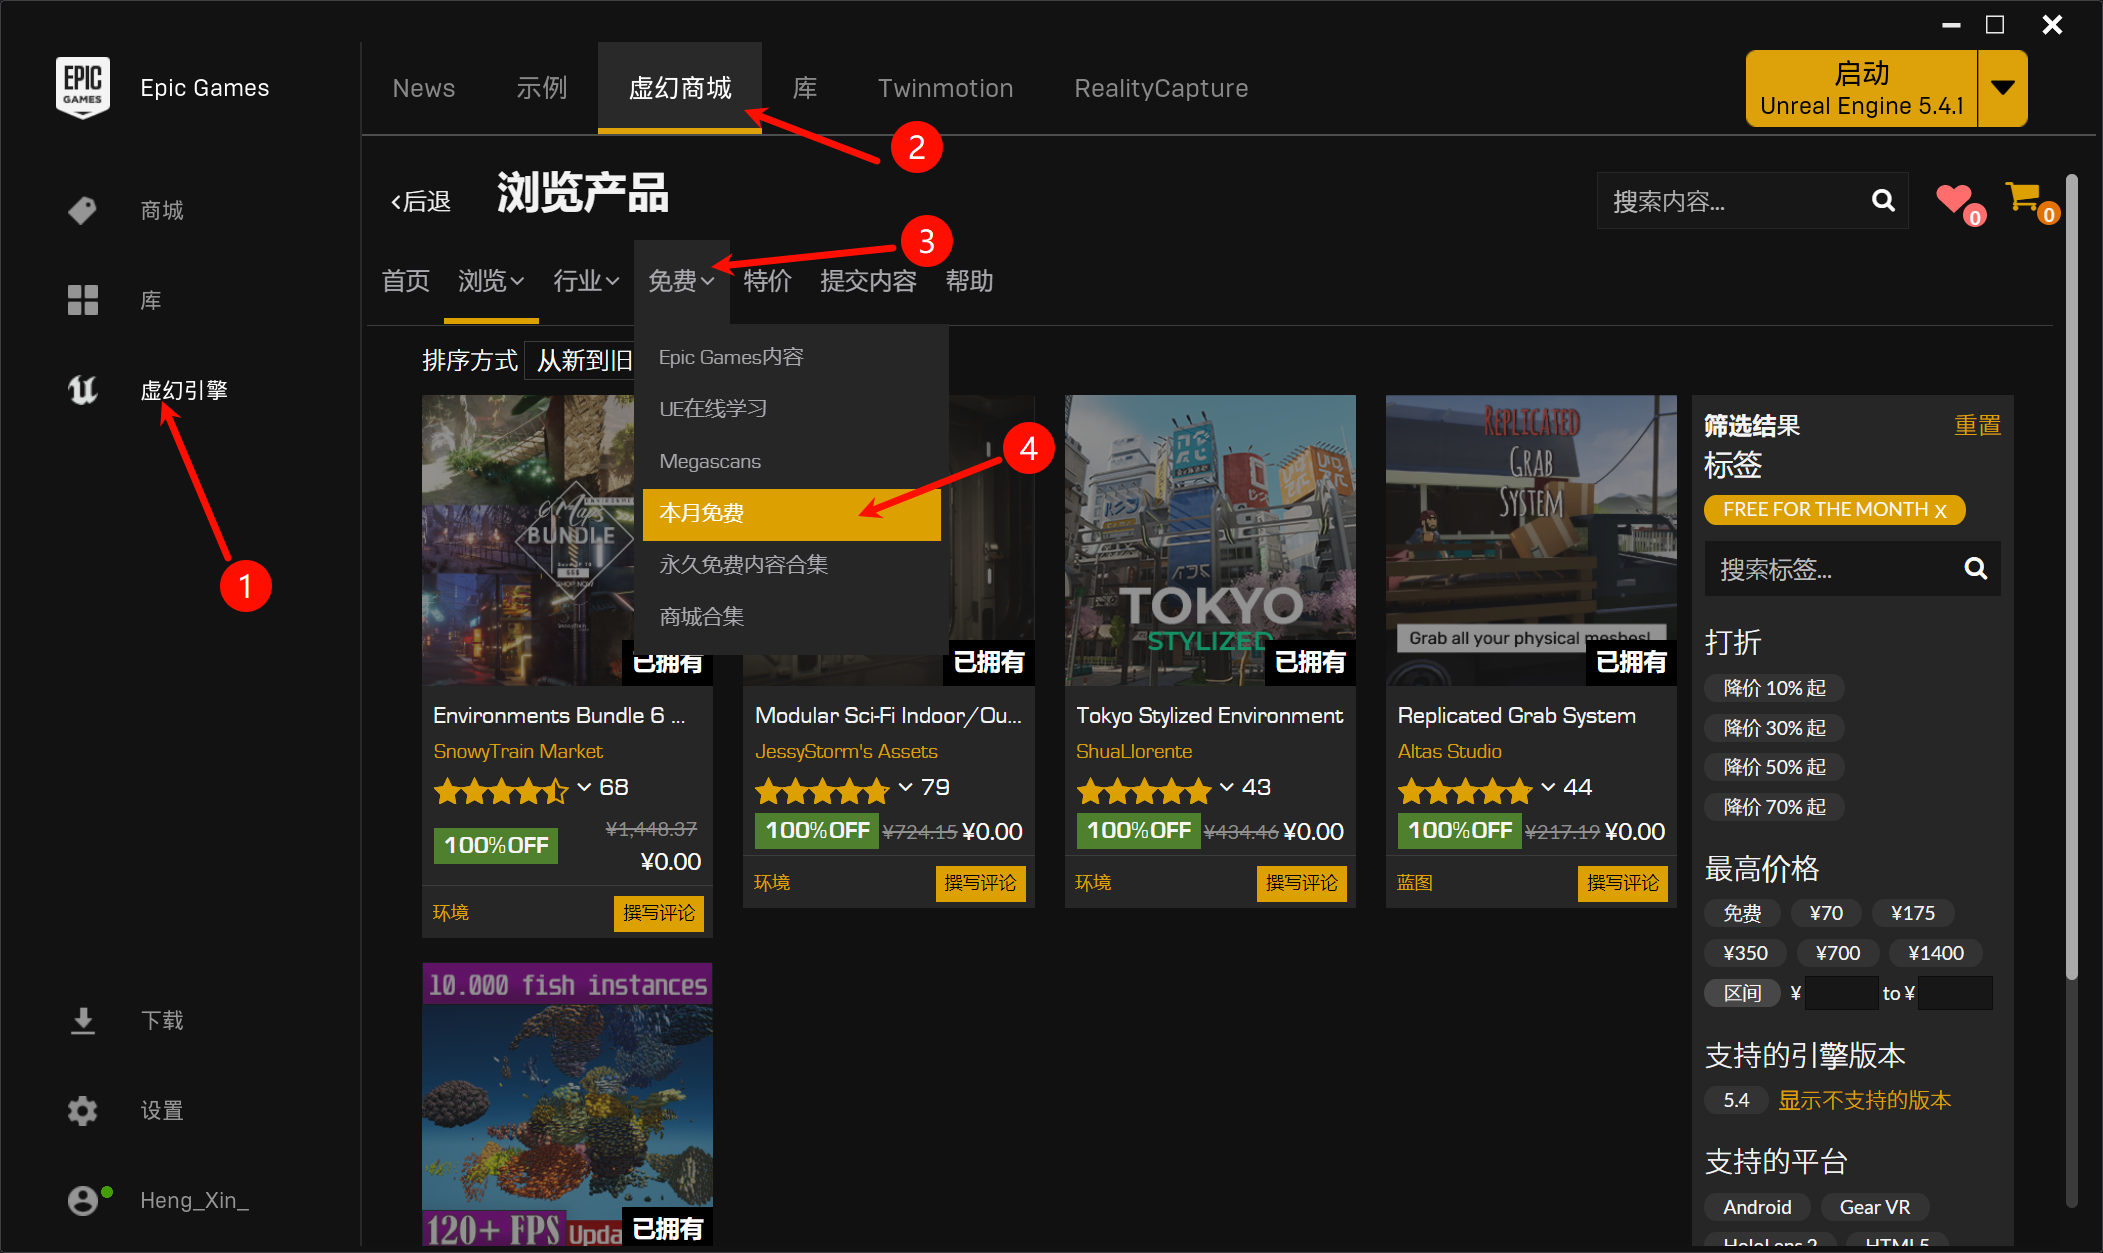 EPIC
GAMES
Epic Games
News
示例
虚幻商城
库
Twinmotion
RealityCapture
启动
Unreal Engine 5.4.1
2
商城
库
虚幻引擎
1
下载
设置
Heng_Xin_
后退
浏览产品
搜索内容...
0
0
3
首页
浏览
行业
免费
特价
提交内容
帮助
排序方式
从新到旧
Epic Games内容
UE在线学习
Megascans
本月免费
永久免费内容合集
商城合集
4
BUNDLE
已拥有
Environments Bundle 6 ...
SnowyTrain Market
68
100%OFF
¥1,448.37
¥0.00
环境
撰写评论
已拥有
Modular Sci-Fi Indoor/Ou...
JessyStorm's Assets
79
100%OFF ¥724.15 ¥0.00
环境
撰写评论
TOKYO
STYLIZED
已拥有
Tokyo Stylized Environment
ShuaLlorente
43
100%OFF ¥434.46 ¥0.00
环境
撰写评论
REPLICATED
GRAB
SYSTEM
Grab all your physical meshes!
已拥有
Replicated Grab System
Altas Studio
44
100%OFF ¥217.19 ¥0.00
蓝图
撰写评论
10.000 fish instances
120+ FPS
Upda
已拥有
筛选结果
重置
标签
FREE FOR THE MONTH X
搜索标签...
打折
降价 10% 起
降价 30% 起
降价 50% 起
降价 70% 起
最高价格
免费
¥70
¥175
¥350
¥700
¥1400
区间
¥
to ¥
支持的引擎版本
5.4
显示不支持的版本
支持的平台
Android
Gear VR
HoloLens 2
HTML5